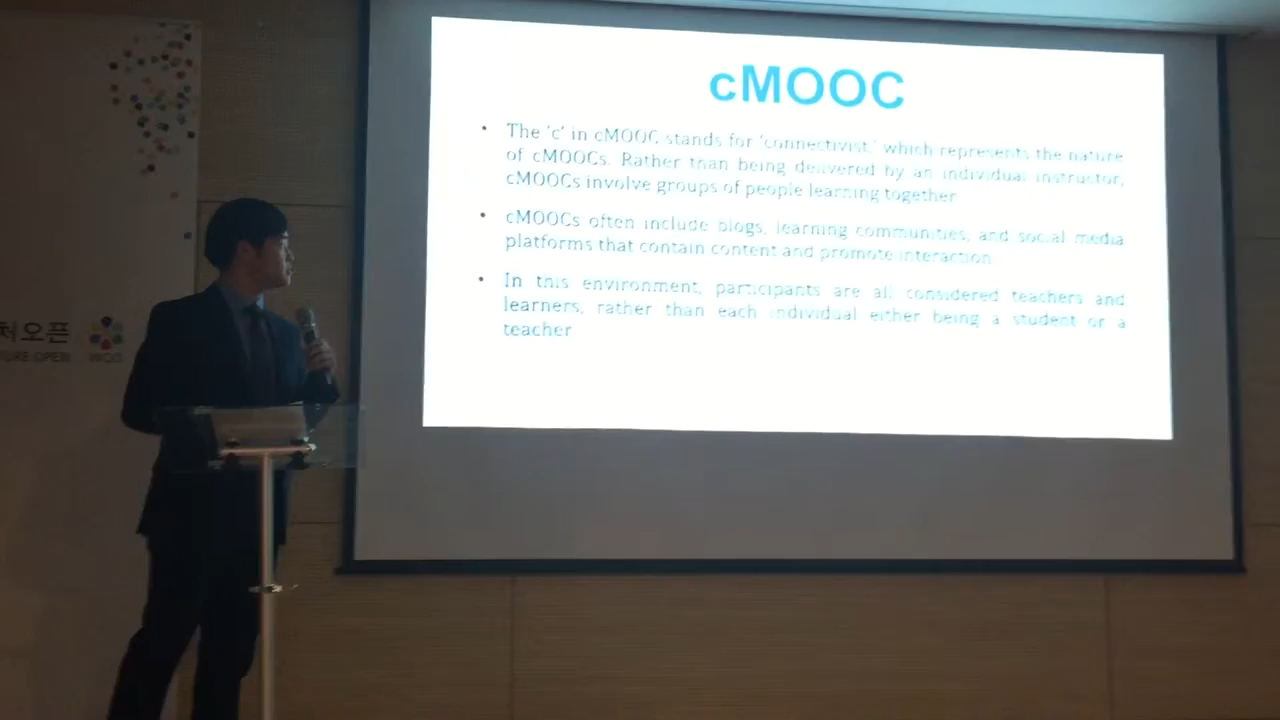 cMOOC
• The 'c' in cMOOC stands for 'connectivist,' which represents the nature
of cMOOCs. Rather than being delivered by an individual instructor,
cMOOCs involve groups of people learning together
• cMOOCs often include blogs, learning communities, and social media
platforms that contain content and promote interaction
• In this environment, participants are all considered teachers and
learners, rather than each individual either being a student or a
teacher
처오픈
TURE OPEN